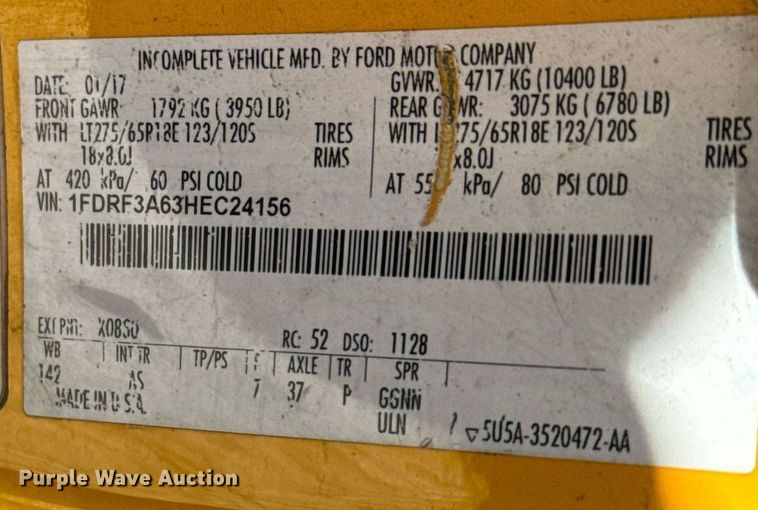 INCOMPLETE VEHICLE MFD. BY FORD MOTOR COMPANY
DATE: 01/17 GVWR: 4717 KG (10400 LB)
FRONT GAWR: 1792 KG ( 3950 LB) REAR GAWR: 3075 KG ( 6780 LB)
WITH LT275/65R18E 123/120S TIRES WITH LT275/65R18E 123/120S TIRES
18x8.0J RIMS 18x8.0J RIMS
AT 420 kPa/ 60 PSI COLD AT kPa/ 80 PSI COLD
VIN: 1FDRF3A63HEC24156
EXT PNT: RC: 52 DSO: 1128
WB INT TR TP/PS AXLE TR SPR
142 AS 7 37 P GGNN
MADE IN U.S.A. ULN
5U5A-3520472-AA
Purple Wave Auction